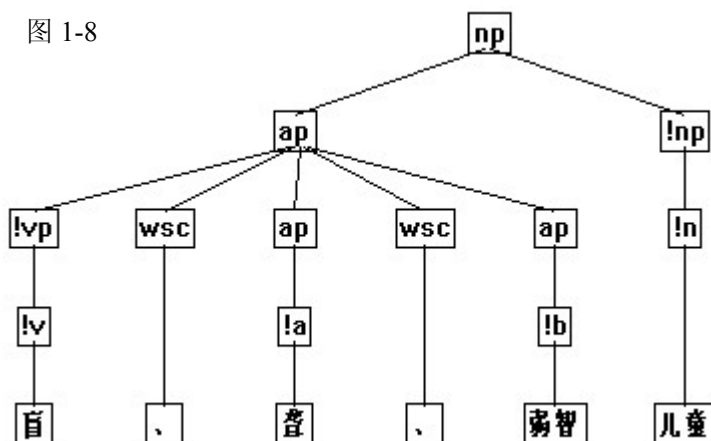 图 1-8
np
ap !np
!vp wsc ap wsc ap !n
!v !a !b
盲 、 聋 、 弱智 儿童